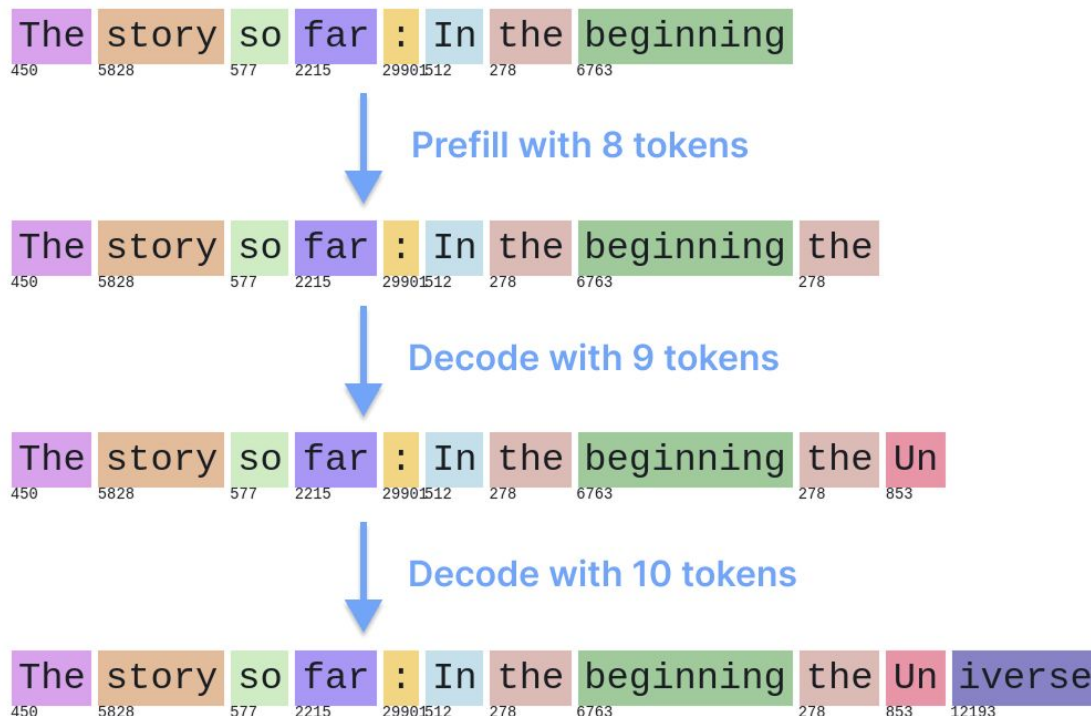 The story so far : In the beginning
450 5828 577 2215 29901 512 278 6763
Prefill with 8 tokens
The story so far : In the beginning the
450 5828 577 2215 29901 512 278 6763 278
Decode with 9 tokens
The story so far : In the beginning the Un
450 5828 577 2215 29901 512 278 6763 278 853
Decode with 10 tokens
The story so far : In the beginning the Un iverse
450 5828 577 2215 29901 512 278 6763 278 853 12193